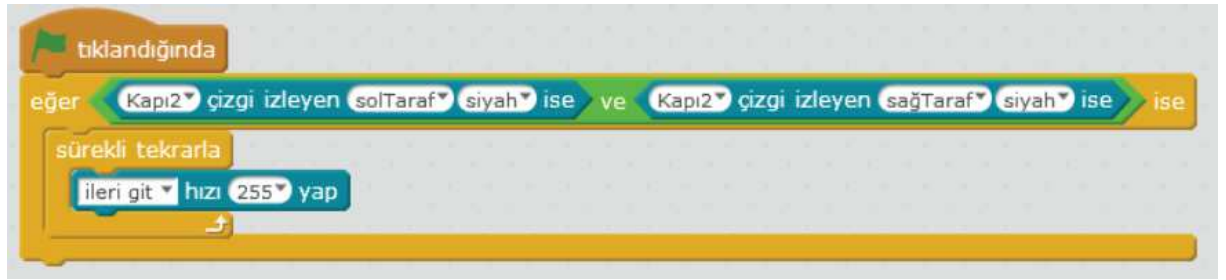 tıklandığında
eğer Kapı2 çizgi izleyen solTaraf siyah ise ve Kapı2 çizgi izleyen sağTaraf siyah ise ise
sürekli tekrarla
ileri git hızı 255 yap